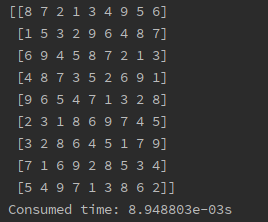 [[8 7 2 1 3 4 9 5 6]
[1 5 3 2 9 6 4 8 7]
[6 9 4 5 8 7 2 1 3]
[4 8 7 3 5 2 6 9 1]
[9 6 5 4 7 1 3 2 8]
[2 3 1 8 6 9 7 4 5]
[3 2 8 6 4 5 1 7 9]
[7 1 6 9 2 8 5 3 4]
[5 4 9 7 1 3 8 6 2]]
Consumed time: 8.948803e-03s